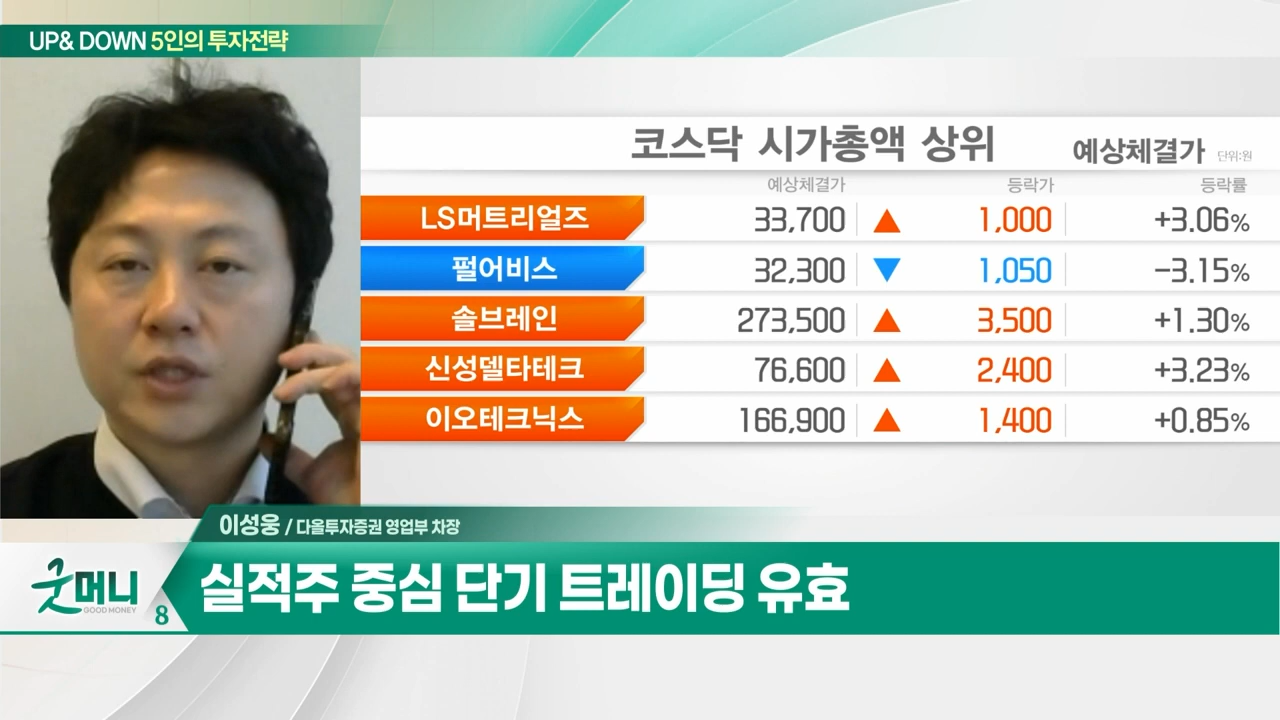 UP& DOWN 5인의 투자전략
코스닥 시가총액 상위 예상체결가 단위:원
예상체결가 등락가 등락률
LS머트리얼즈 33,700 ▲ 1,000 +3.06%
펄어비스 32,300 ▼ 1,050 -3.15%
솔브레인 273,500 ▲ 3,500 +1.30%
신성델타테크 76,600 ▲ 2,400 +3.23%
이오테크닉스 166,900 ▲ 1,400 +0.85%
이성웅 / 다올투자증권 영업부 차장
실적주 중심 단기 트레이딩 유효
굿머니
GOOD MONEY
8